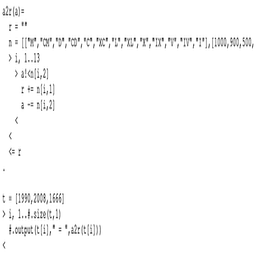 a2r(a)=
r = ""
n = [["M","CM","D","CD","C","XC","L","XL","X","IX","V","IV","I"],[1000,900,500,
> i, 1..13
> a!<n[i,2]
r += n[i,1]
a -= n[i,2]
<
<
<= r
.
t = [1990,2008,1666]
> i, 1..#.size(t,1)
#.output(t[i]," = ",a2r(t[i]))
<